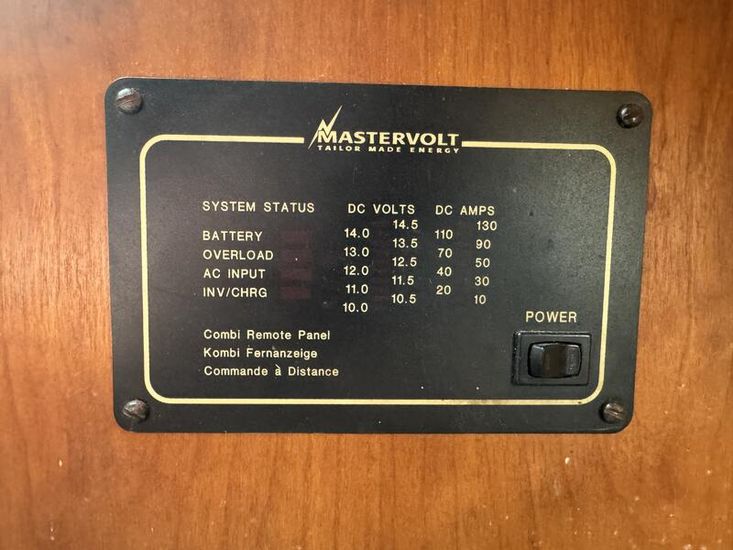 MASTERVOLT
TAILOR MADE ENERGY
SYSTEM STATUS DC VOLTS DC AMPS
14.5 130
BATTERY 14.0 110
13.5 90
OVERLOAD 13.0 70
12.5 50
AC INPUT 12.0 40
11.5 30
INV/CHRG 11.0 20
10.5 10
10.0
POWER
Combi Remote Panel
Kombi Fernanzeige
Commande à Distance